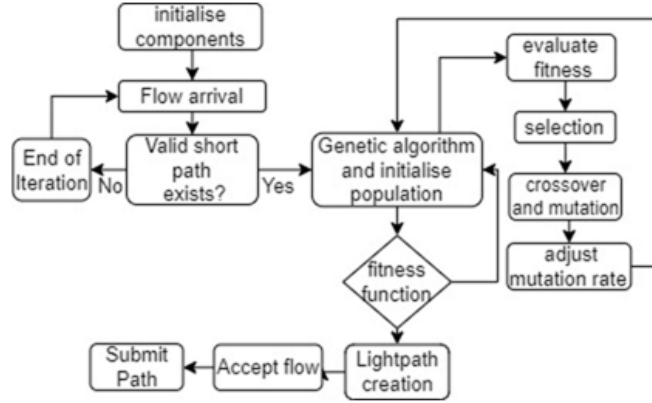 initialise
components
Flow arrival
Valid short
path
exists?
No
Yes
End of
Iteration
Genetic algorithm
and initialise
population
evaluate
fitness
selection
crossover
and mutation
adjust
mutation rate
fitness
function
Lightpath
creation
Accept flow
Submit
Path